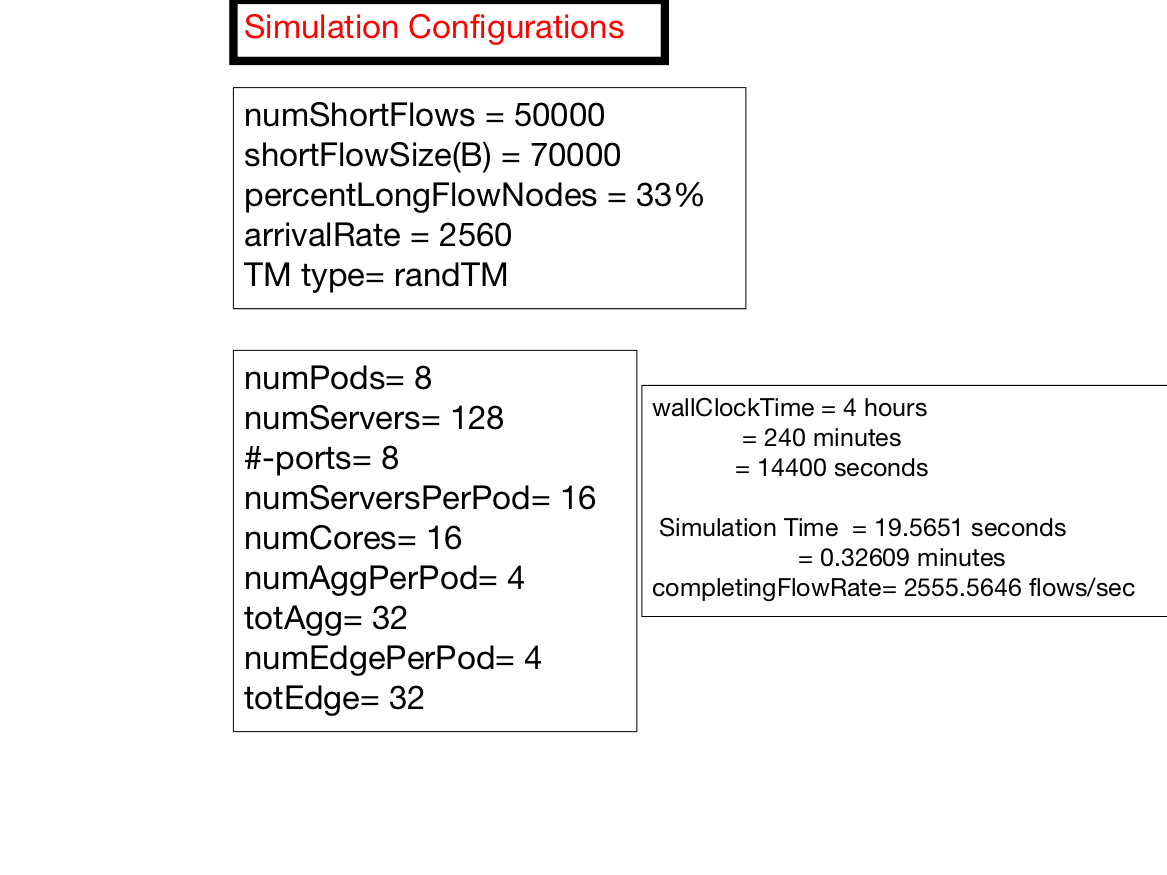 Simulation Configurations
numShortFlows = 50000
shortFlowSize(B) = 70000
percentLongFlowNodes = 33%
arrivalRate = 2560
TM type= randTM
numPods= 8
numServers= 128
#-ports= 8
numServersPerPod= 16
numCores= 16
numAggPerPod= 4
totAgg= 32
numEdgePerPod= 4
totEdge= 32
wallClockTime = 4 hours
= 240 minutes
= 14400 seconds
Simulation Time  = 19.5651 seconds
= 0.32609 minutes
completingFlowRate= 2555.5646 flows/sec